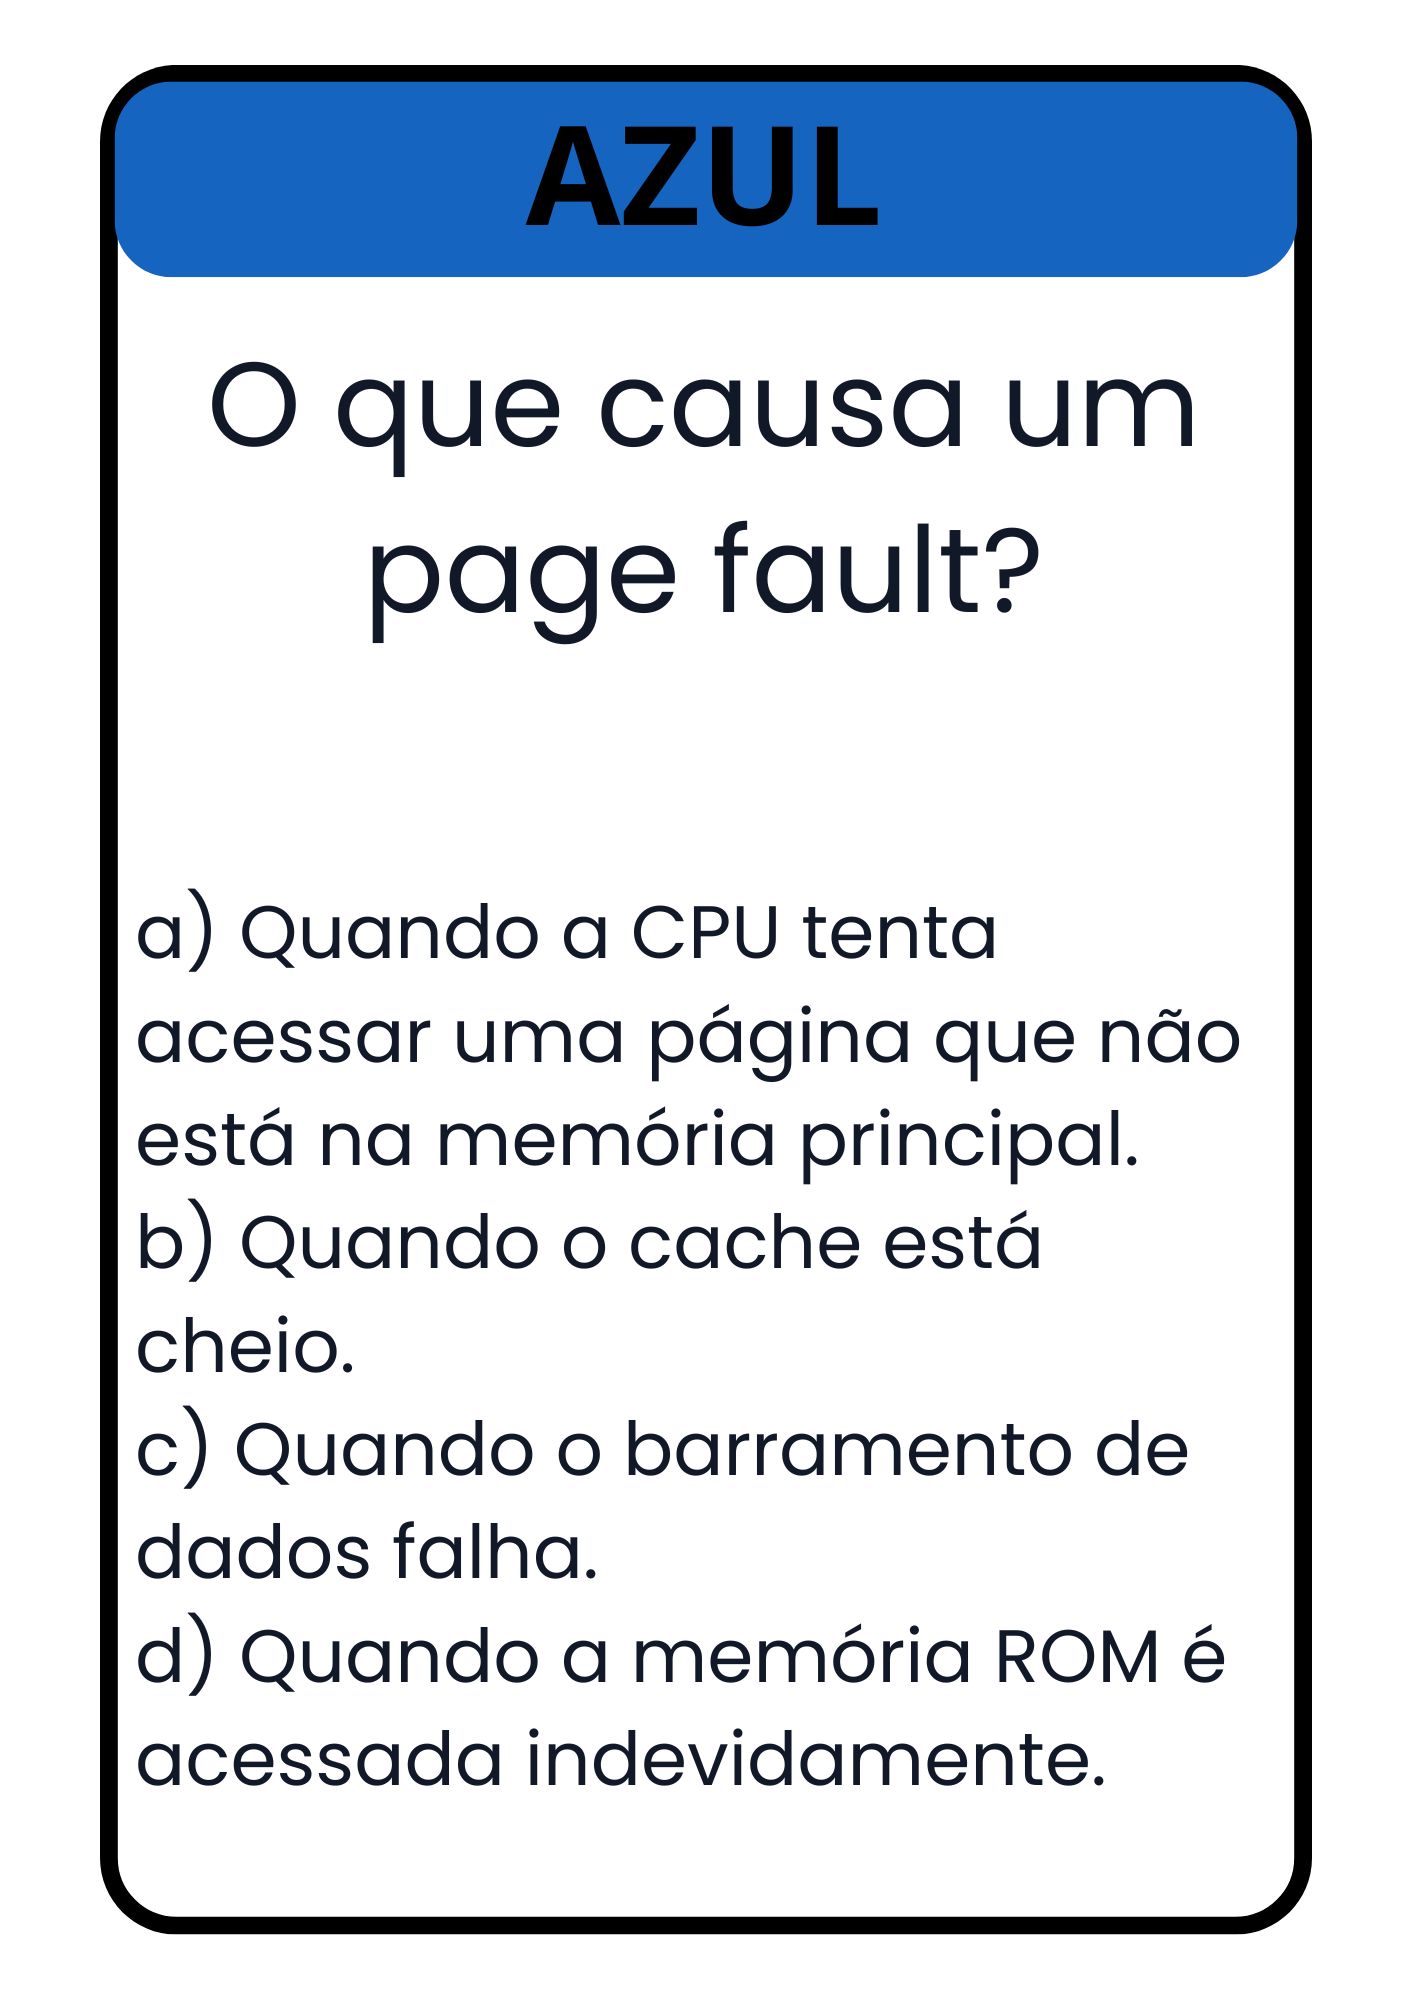 AZUL
O que causa um
page fault?
a) Quando a CPU tenta
acessar uma página que não
está na memória principal.
b) Quando o cache está
cheio.
c) Quando o barramento de
dados falha.
d) Quando a memória ROM é
acessada indevidamente.